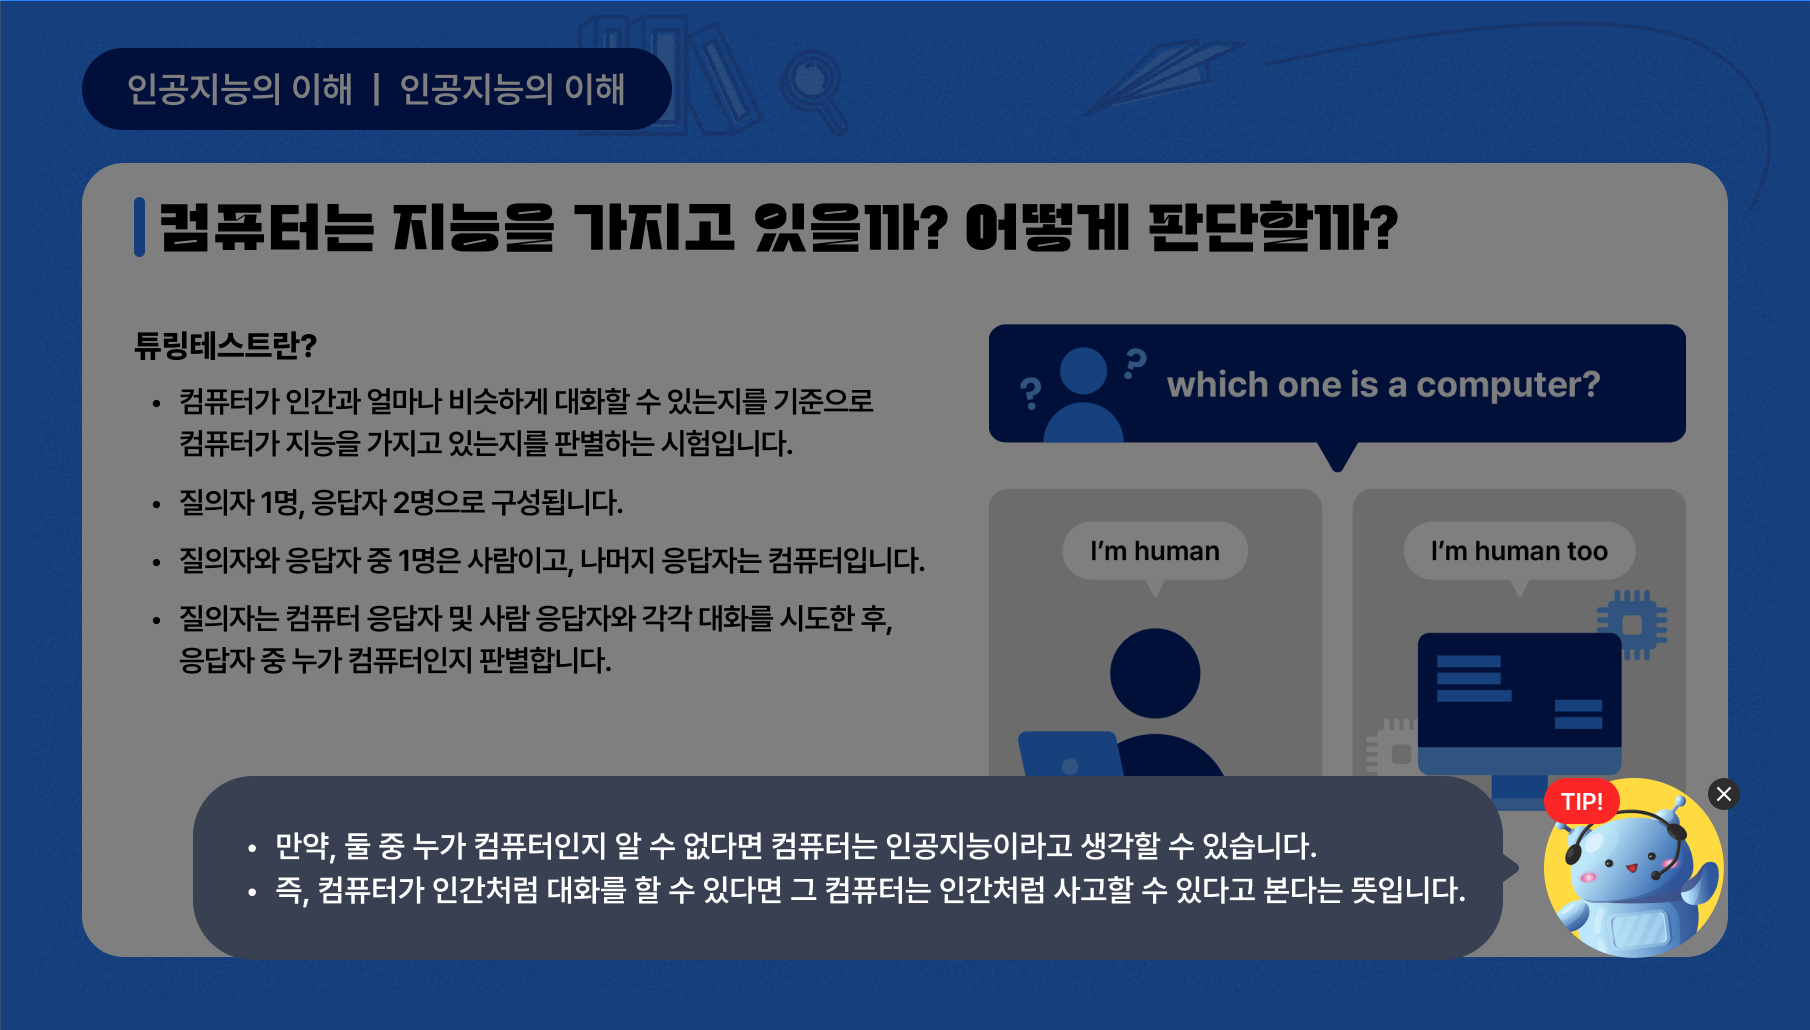 인공지능의 이해 | 인공지능의 이해
컴퓨터는 지능을 가지고 있을까? 어떻게 판단할까?
튜링테스트란?
• 컴퓨터가 인간과 얼마나 비슷하게 대화할 수 있는지를 기준으로
컴퓨터가 지능을 가지고 있는지를 판별하는 시험입니다.
• 질의자 1명, 응답자 2명으로 구성됩니다.
• 질의자와 응답자 중 1명은 사람이고, 나머지 응답자는 컴퓨터입니다.
• 질의자는 컴퓨터 응답자 및 사람 응답자와 각각 대화를 시도한 후,
응답자 중 누가 컴퓨터인지 판별합니다.
? ? which one is a computer?
I'm human
I'm human too
TIP!
• 만약, 둘 중 누가 컴퓨터인지 알 수 없다면 컴퓨터는 인공지능이라고 생각할 수 있습니다.
• 즉, 컴퓨터가 인간처럼 대화를 할 수 있다면 그 컴퓨터는 인간처럼 사고할 수 있다고 본다는 뜻입니다.